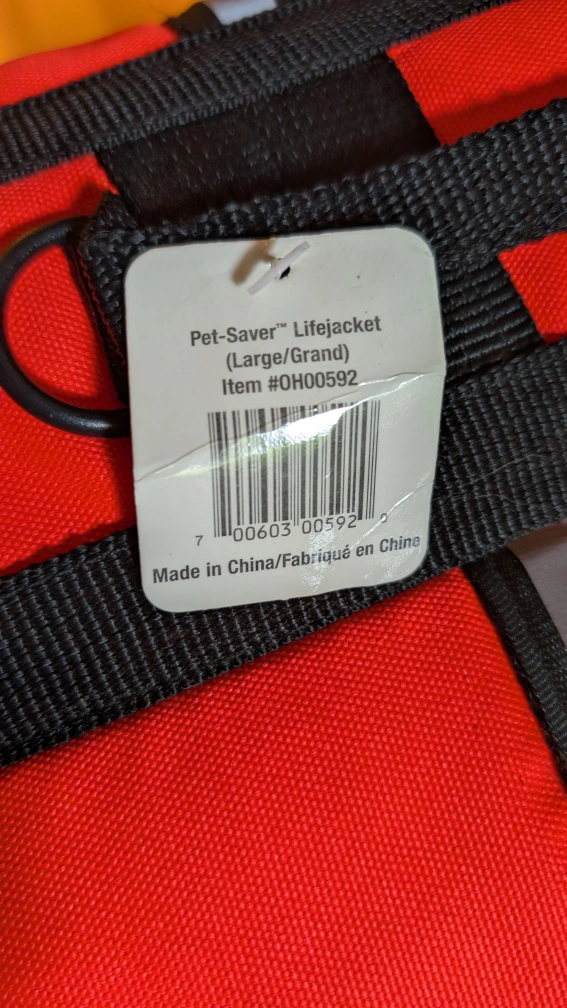 Pet-Saver™ Lifejacket
(Large/Grand)
Item #OH00592
7 00603 00592 0
Made in China/Fabriqué en Chine